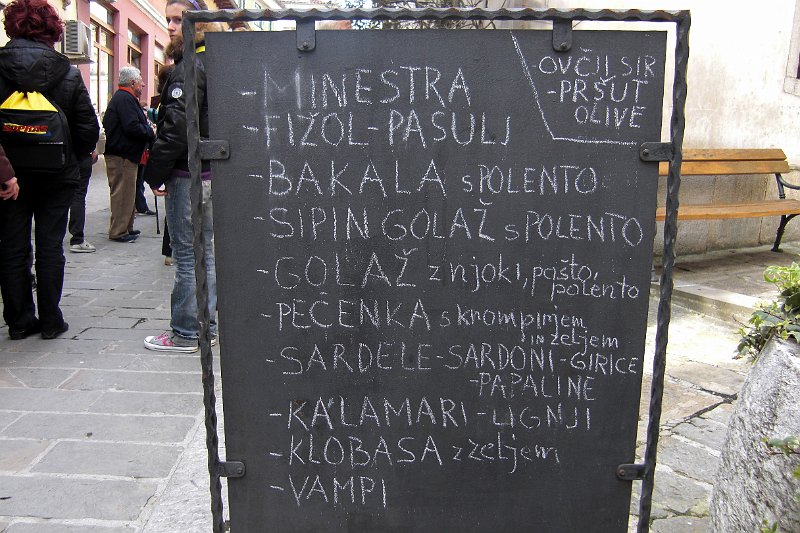 OVČJI SIR
-PRŠUT
OLIVE
-MINESTRA
-FIŽOL-PASULJ
-BAKALA s POLENTO
-SIPIN GOLAŽ s POLENTO
-GOLAŽ z njoki, pašto,
polento
-PEČENKA s krompirjem
in zeljem
-SARDELE-SARDONI-GIRICE
-PAPALINE
-KALAMARI-LIGNJI
-KLOBASA z zeljem
-VAMPI